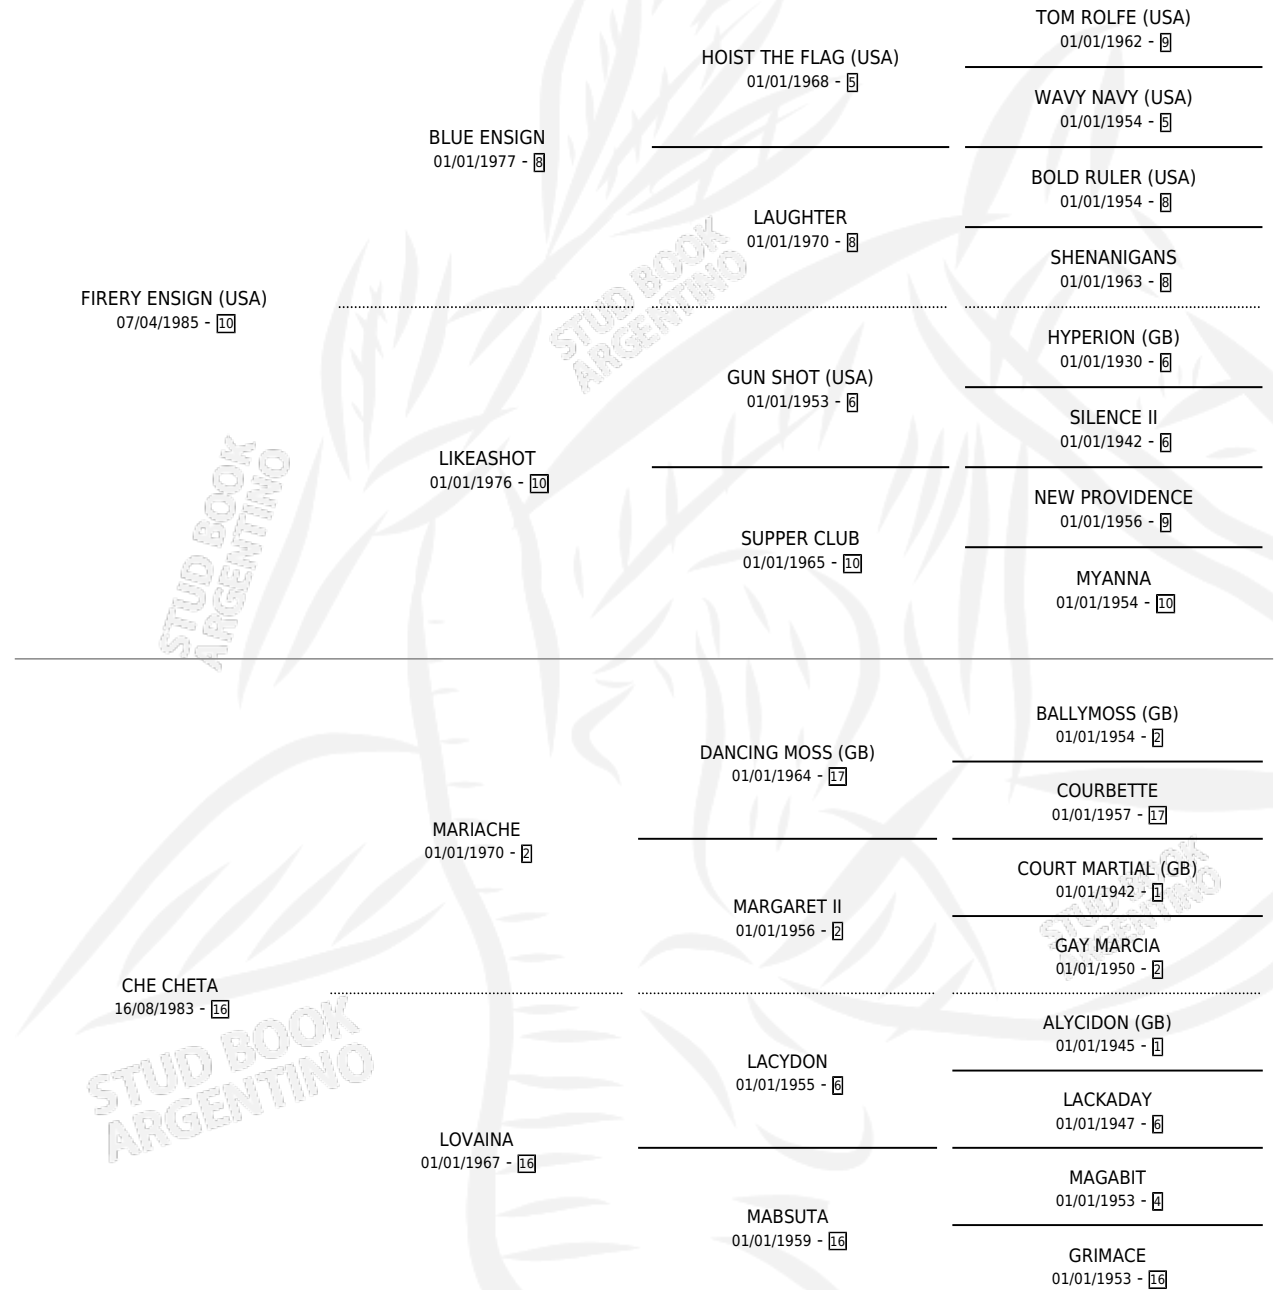 TOM ROLFE (USA)
01/01/1962 - 9
HOIST THE FLAG (USA)
01/01/1968 - 5
WAVY NAVY (USA)
01/01/1954 - 5
BLUE ENSIGN
01/01/1977 - 8
BOLD RULER (USA)
01/01/1954 - 8
LAUGHTER
01/01/1970 - 8
SHENANIGANS
01/01/1963 - 8
FIRERY ENSIGN (USA)
07/04/1985 - 10
HYPERION (GB)
01/01/1930 - 6
GUN SHOT (USA)
01/01/1953 - 6
SILENCE II
01/01/1942 - 6
LIKEASHOT
01/01/1976 - 10
NEW PROVIDENCE
01/01/1956 - 9
SUPPER CLUB
01/01/1965 - 10
MYANNA
01/01/1954 - 10
BALLYMOSS (GB)
01/01/1954 - 2
DANCING MOSS (GB)
01/01/1964 - 17
COURBETTE
01/01/1957 - 17
MARIACHE
01/01/1970 - 2
COURT MARTIAL (GB)
01/01/1942 - 1
MARGARET II
01/01/1956 - 2
GAY MARCIA
01/01/1950 - 2
CHE CHETA
16/08/1983 - 16
ALYCIDON (GB)
01/01/1945 - 1
LACYDON
01/01/1955 - 6
LACKADAY
01/01/1947 - 6
LOVAINA
01/01/1967 - 16
MAGABIT
01/01/1953 - 4
MABSUTA
01/01/1959 - 16
GRIMACE
01/01/1953 - 16
STUD BOOK
ARGENTINO
STUD BOOK
ARGENTINO
STUD BOOK
ARGENTINO
STUD BOOK
ARGENTINO